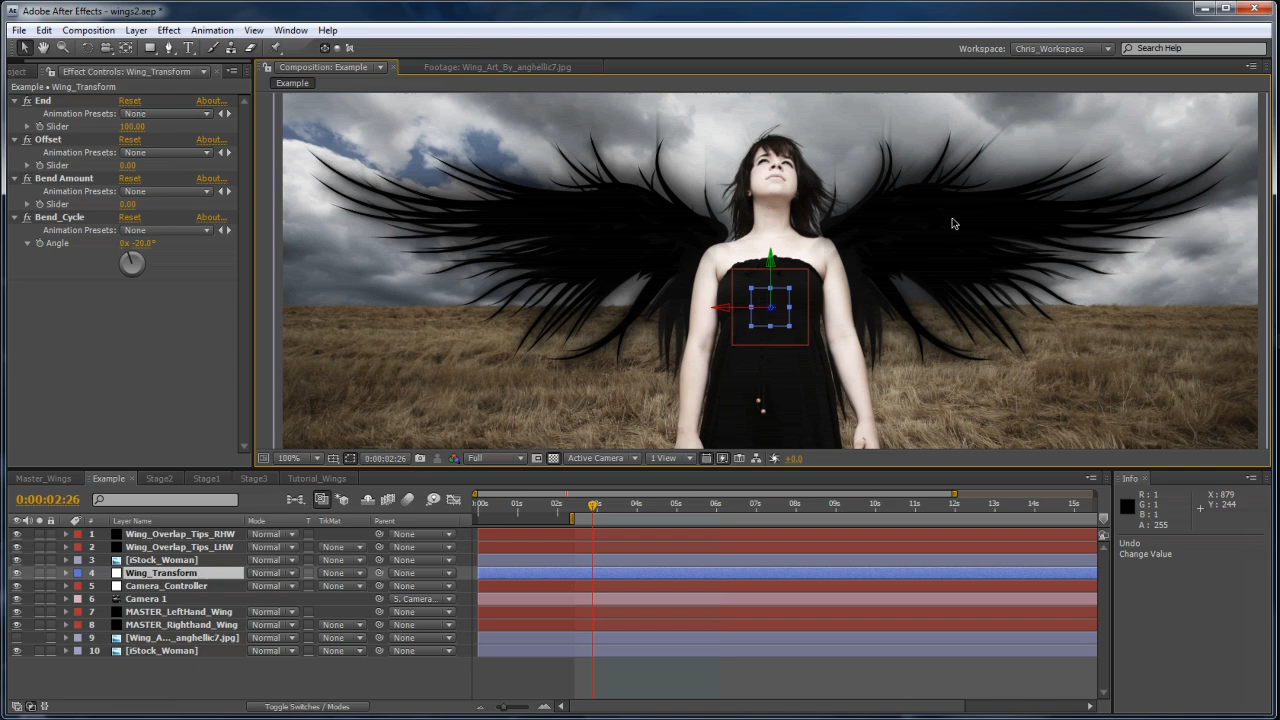 Adobe After Effects - wings2.aep *
File Edit Composition Layer Effect Animation View Window Help
Workspace: Chris_Workspace Search Help
oject Effect Controls: Wing_Transform Composition: Example Footage: Wing_Art_By_anghellic7.jpg
Example • Wing_Transform
Example
End Reset About...
Animation Presets: None
Slider 100.00
Offset Reset About...
Animation Presets: None
Slider 0.00
Bend Amount Reset About...
Animation Presets: None
Slider 0.00
Bend_Cycle Reset About...
Animation Presets: None
Angle 0x -20.0°
100% 0:00:02:26 Full Active Camera 1 View +0.0
Master_Wings Example Stage2 Stage1 Stage3 Tutorial_Wings
0:00:02:26
:00s 01s 02s 03s 04s 05s 06s 07s 08s 09s 10s 11s 12s 13s 14s 15s
# Layer Name Mode T TrkMat Parent
1 Wing_Overlap_Tips_RHW Normal None
2 Wing_Overlap_Tips_LHW Normal None None
3 [iStock_Woman] Normal None None
4 Wing_Transform Normal None None
5 Camera_Controller Normal None None
6 Camera 1 5. Camera...
7 MASTER_LeftHand_Wing Normal None
8 MASTER_Righthand_Wing Normal None None
9 [Wing_A..._anghellic7.jpg] Normal None None
10 [iStock_Woman] Normal None None
Toggle Switches / Modes
Info
R: 1 X: 879
G: 1 Y: 244
B: 1
A: 255
Undo
Change Value